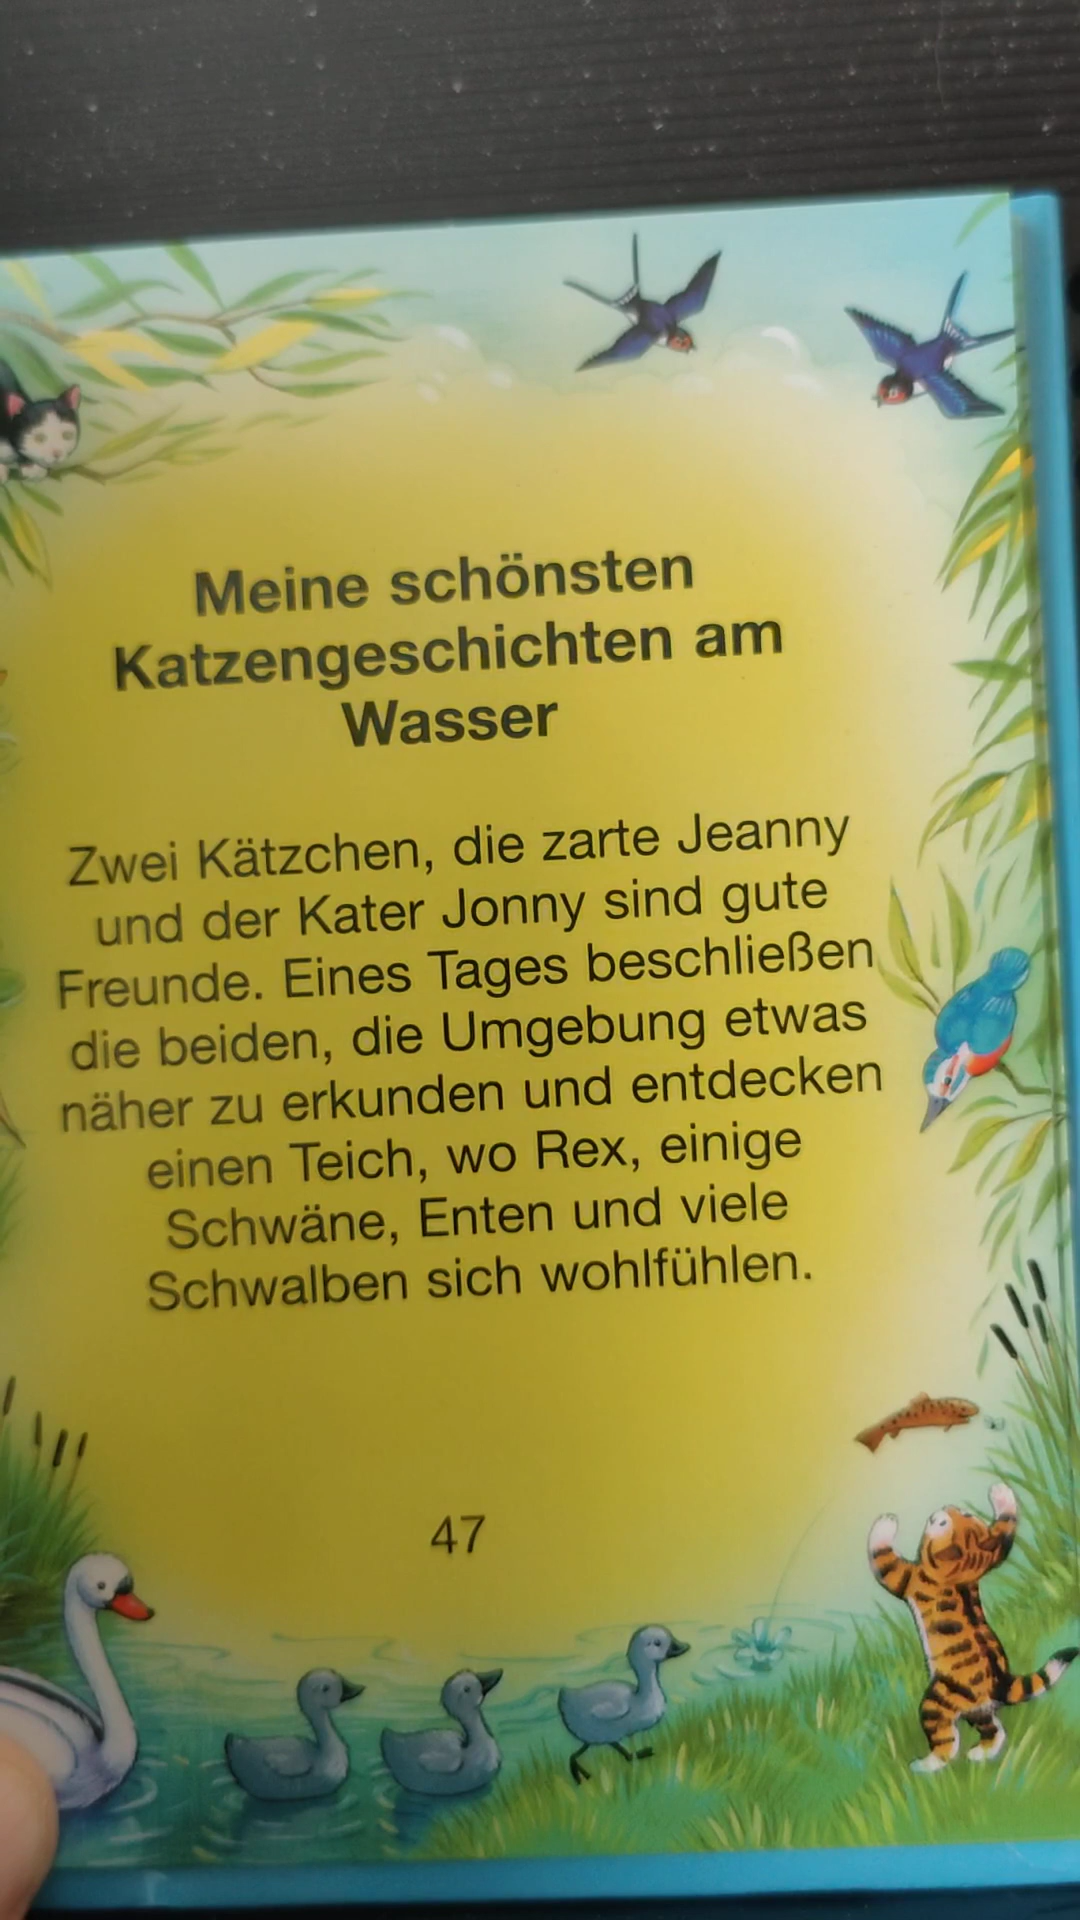 Meine schönsten
Katzengeschichten am
Wasser
Zwei Kätzchen, die zarte Jeanny
und der Kater Jonny sind gute
Freunde. Eines Tages beschließen
die beiden, die Umgebung etwas
näher zu erkunden und entdecken
einen Teich, wo Rex, einige
Schwäne, Enten und viele
Schwalben sich wohlfühlen.
47